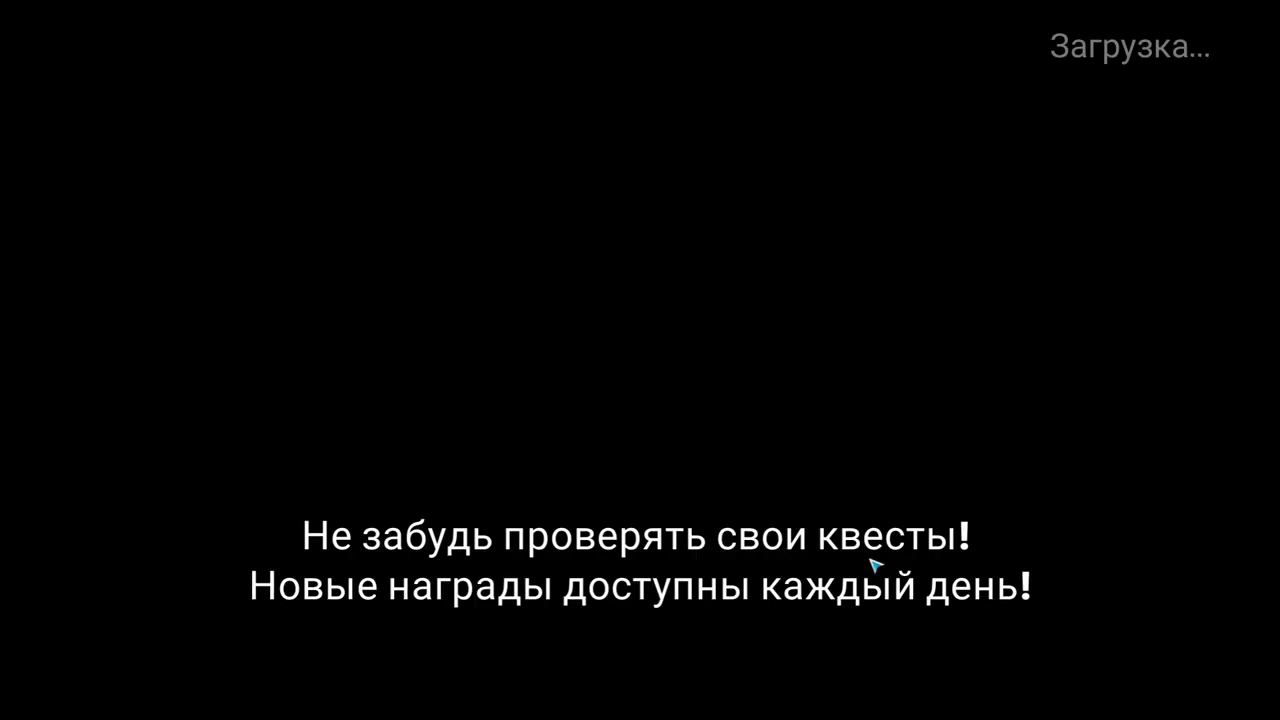 Загрузка...
Не забудь проверять свои квесты!
Новые награды доступны каждый день!